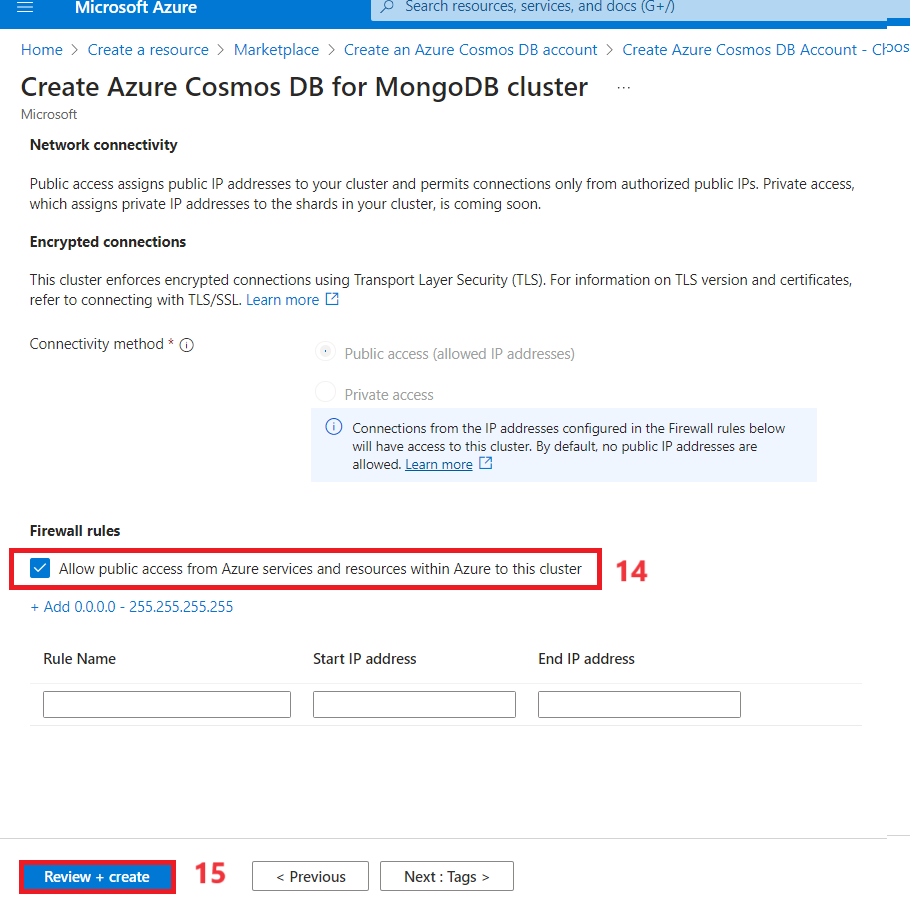 Microsoft Azure
Search resources, services, and docs (G+/)
Home > Create a resource > Marketplace > Create an Azure Cosmos DB account > Create Azure Cosmos DB Account -
Create Azure Cosmos DB for MongoDB cluster ...
Microsoft
Network connectivity
Public access assigns public IP addresses to your cluster and permits connections only from authorized public IPs. Private access,
which assigns private IP addresses to the shards in your cluster, is coming soon.
Encrypted connections
This cluster enforces encrypted connections using Transport Layer Security (TLS). For information on TLS version and certificates,
refer to connecting with TLS/SSL. Learn more
Connectivity method *
Public access (allowed IP addresses)
Private access
Connections from the IP addresses configured in the Firewall rules below
will have access to this cluster. By default, no public IP addresses are
allowed. Learn more
Firewall rules
Allow public access from Azure services and resources within Azure to this cluster
14
+ Add 0.0.0.0 - 255.255.255.255
Rule Name Start IP address End IP address
Review + create 15 < Previous Next : Tags >